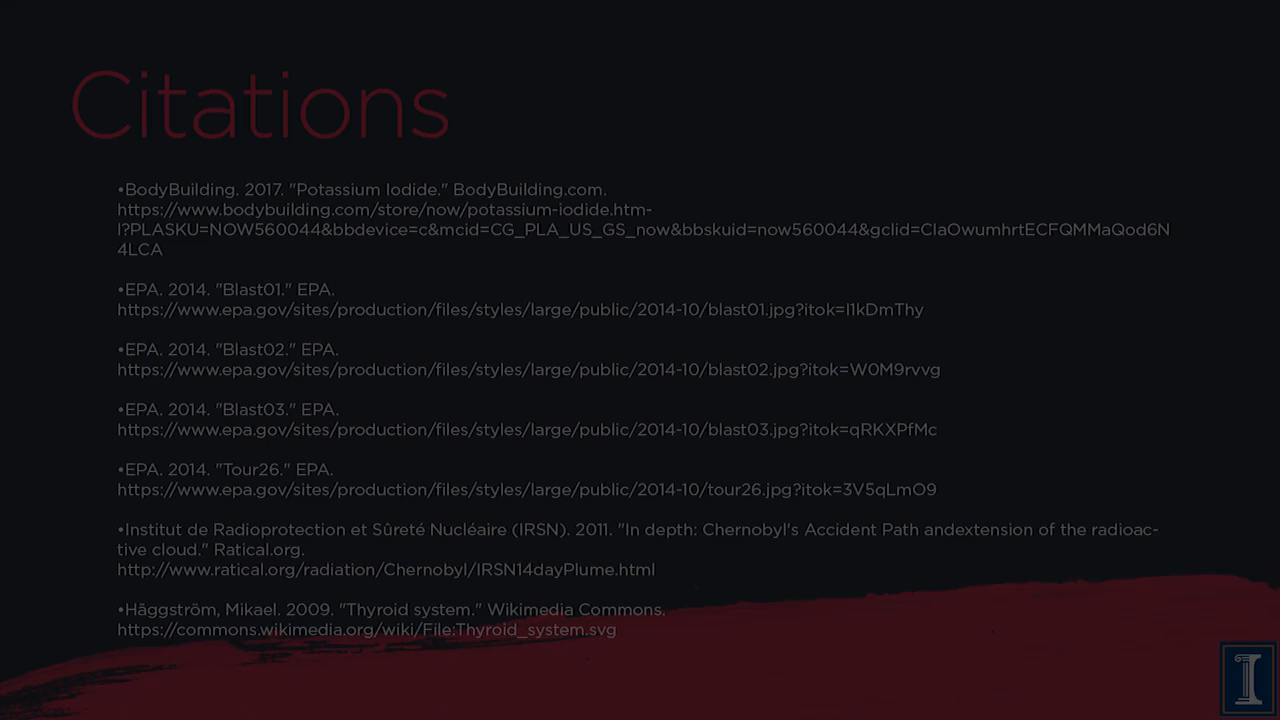 Citations
•BodyBuilding. 2017. "Potassium Iodide." BodyBuilding.com.
https://www.bodybuilding.com/store/now/potassium-iodide.htm-
l?PLASKU=NOW560044&bbdevice=c&mcid=CG_PLA_US_GS_now&bbskuid=now560044&gclid=CIaOwumhrtECFQMMaQod6N
4LCA
•EPA. 2014. "Blast01." EPA.
https://www.epa.gov/sites/production/files/styles/large/public/2014-10/blast01.jpg?itok=I1kDmThy
•EPA. 2014. "Blast02." EPA.
https://www.epa.gov/sites/production/files/styles/large/public/2014-10/blast02.jpg?itok=W0M9rvvg
•EPA. 2014. "Blast03." EPA.
https://www.epa.gov/sites/production/files/styles/large/public/2014-10/blast03.jpg?itok=qRKXPfMc
•EPA. 2014. "Tour26." EPA.
https://www.epa.gov/sites/production/files/styles/large/public/2014-10/tour26.jpg?itok=3V5qLmO9
•Institut de Radioprotection et Sûreté Nucléaire (IRSN). 2011. "In depth: Chernobyl's Accident Path andextension of the radioac-
tive cloud." Ratical.org.
http://www.ratical.org/radiation/Chernobyl/IRSN14dayPlume.html
•Häggström, Mikael. 2009. "Thyroid system." Wikimedia Commons.
https://commons.wikimedia.org/wiki/File:Thyroid_system.svg
I